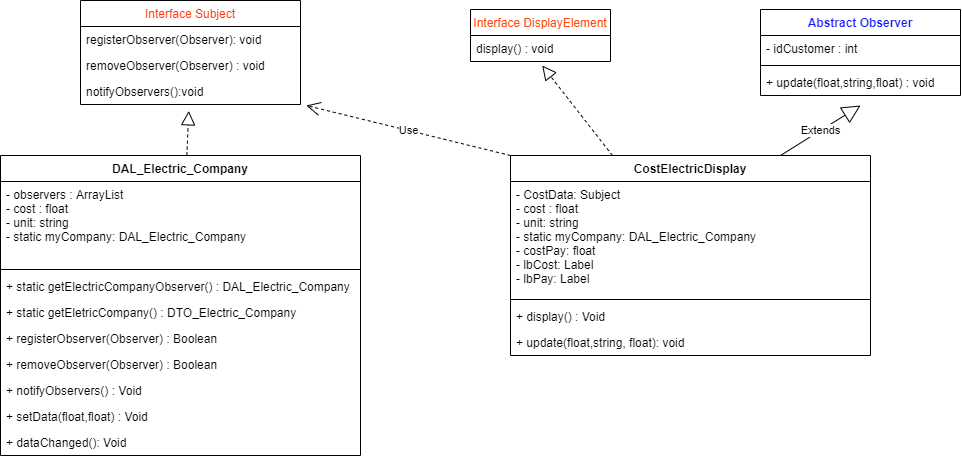 Interface Subject
registerObserver(Observer): void
removeObserver(Observer) : void
notifyObservers():void
Interface DisplayElement
display() : void
Abstract Observer
- idCustomer : int
+ update(float,string,float) : void
Use
Extends
DAL_Electric_Company
- observers : ArrayList
- cost : float
- unit: string
- static myCompany: DAL_Electric_Company
+ static getElectricCompanyObserver() : DAL_Electric_Company
+ static getEletricCompany() : DTO_Electric_Company
+ registerObserver(Observer) : Boolean
+ removeObserver(Observer) : Boolean
+ notifyObservers() : Void
+ setData(float,float) : Void
+ dataChanged(): Void
CostElectricDisplay
- CostData: Subject
- cost : float
- unit: string
- static myCompany: DAL_Electric_Company
- costPay: float
- lbCost: Label
- lbPay: Label
+ display() : Void
+ update(float,string, float): void